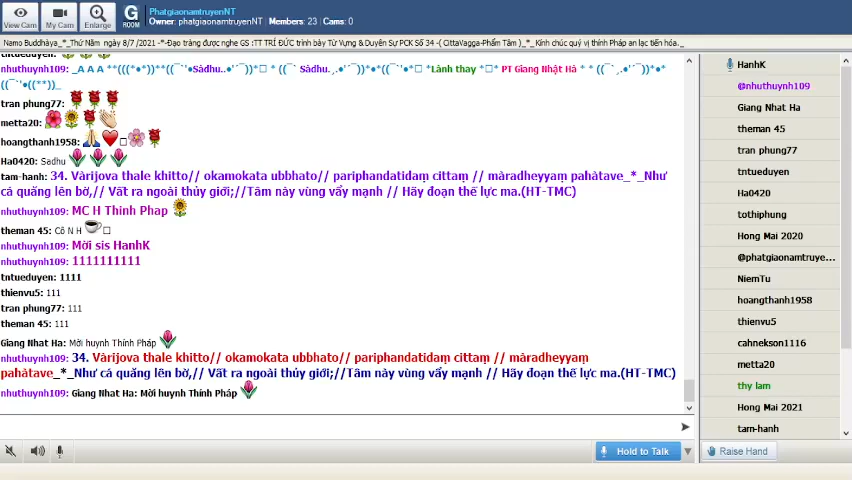 View Cam
My Cam
Enlarge
G
ROOM
PhatgiaonamtruyenNT
Owner: phatgiaonamtruyenNT | Members: 23 | Cams: 0
Namo Buddhàya_*_Thứ Năm ngày 8/7/2021 -*-Đạo tràng được nghe GS :TT TRÍ ĐỨC trình bày Từ Vựng & Duyên Sự PCK Số 34 -( CittaVagga-Phẩm Tâm )_*_Kính chúc quý vị thính Pháp an lạc tiến hóa._
tntueduyen:
nhuthuynh109: _A A A **(((*●*))**((¯`'●Sàdhu..●'´¯))*●□ * ((¯` Sàdhu.¸.●'´¯))*●*((¯`'●□ *Lành thay *□* PT Giang Nhật Hà * * ((¯`¸.●'´¯))*●*
((¯`'●((**))_
tran phung77:
metta20:
hoangthanh1958:
Ha0420: Sadhu
tam-hanh: 34. Vàrijova thale khitto// okamokata ubbhato// pariphandatidaṃ cittaṃ // màradheyyaṃ pahàtave_*_Như
cá quăng lên bờ,// Vất ra ngoài thủy giới;//Tâm này vùng vẫy mạnh // Hãy đoạn thế lực ma.(HT-TMC)
nhuthuynh109: MC H Thính Phap
theman 45: Cô N H
nhuthuynh109: Mời sis HanhK
nhuthuynh109: 1111111111
tntueduyen: 1111
thienvu5: 111
tran phung77: 111
theman 45: 111
Giang Nhat Ha: Mời huynh Thính Pháp
nhuthuynh109: 34. Vàrijova thale khitto// okamokata ubbhato// pariphandatidaṃ cittaṃ // màradheyyaṃ
pahàtave_*_Như cá quăng lên bờ,// Vất ra ngoài thủy giới;//Tâm này vùng vẫy mạnh // Hãy đoạn thế lực ma.(HT-TMC)
nhuthuynh109: Giang Nhat Ha: Mời huynh Thính Pháp
Hold to Talk
HanhK
@nhuthuynh109
Giang Nhat Ha
theman 45
tran phung77
tntueduyen
Ha0420
tothiphung
Hong Mai 2020
@phatgiaonamtruye...
NiemTu
hoangthanh1958
thienvu5
cahnekson1116
metta20
thy lam
Hong Mai 2021
tam-hanh
Raise Hand